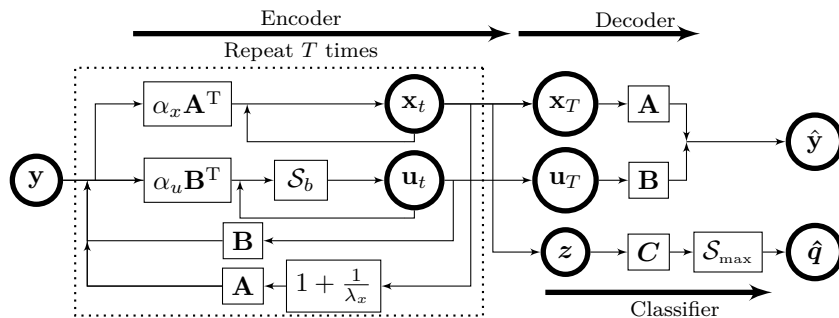 Encoder
Decoder
Repeat T times
α_x A^T
x_t
x_T
A
ŷ
y
α_u B^T
S_b
u_t
u_T
B
B
z
C
S_max
q̂
A
1 + 1/λ_x
Classifier